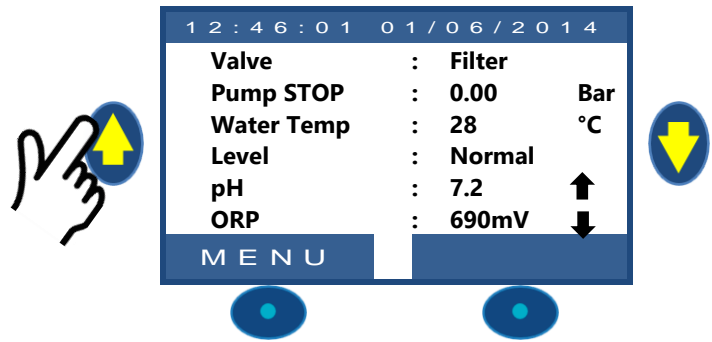 12:46:01 01/06/2014
Valve : Filter
Pump STOP : 0.00 Bar
Water Temp : 28 °C
Level : Normal
pH : 7.2
ORP : 690mV
MENU